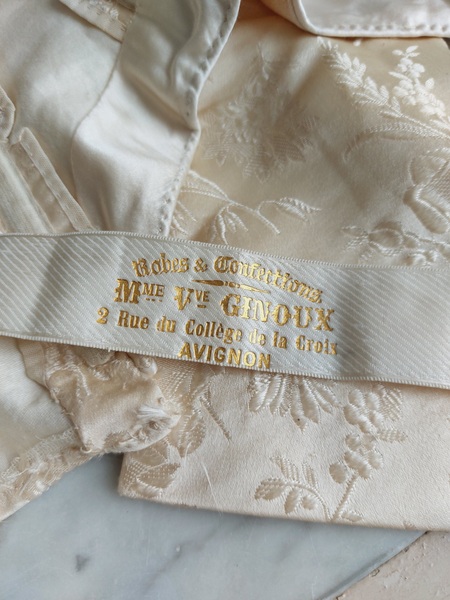 Robes & Confections
MME VVE GINOUX
2 Rue du Collège de la Croix
AVIGNON